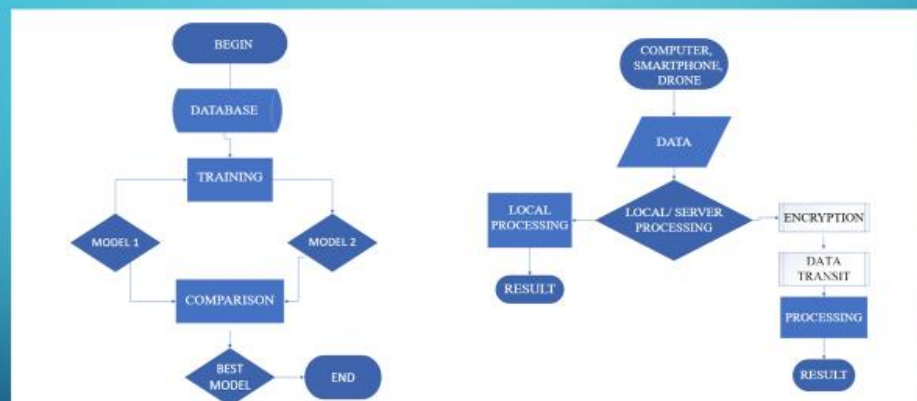 BEGIN
DATABASE
TRAINING
MODEL 1
MODEL 2
COMPARISON
BEST
MODEL
END
COMPUTER,
SMARTPHONE,
DRONE
DATA
LOCAL/ SERVER
PROCESSING
LOCAL
PROCESSING
RESULT
ENCRYPTION
DATA
TRANSIT
PROCESSING
RESULT